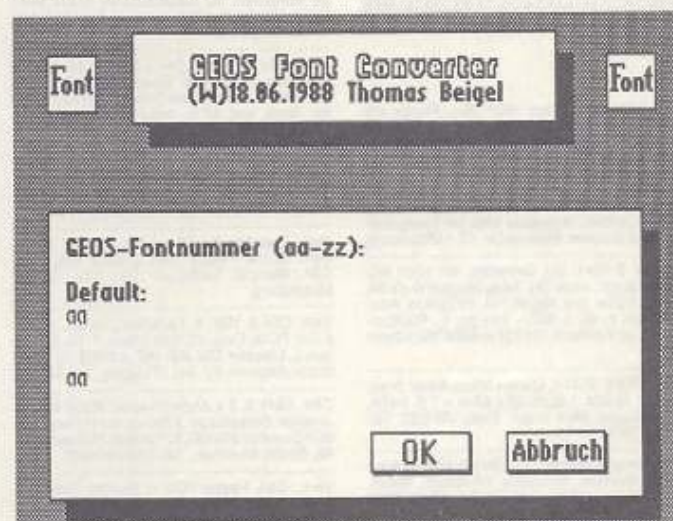 Font
GEOS Font Converter
(W)18.06.1988 Thomas Beigel
Font
GEOS-Fontnummer (aa-zz):
Default:
aa
aa
OK
Abbruch